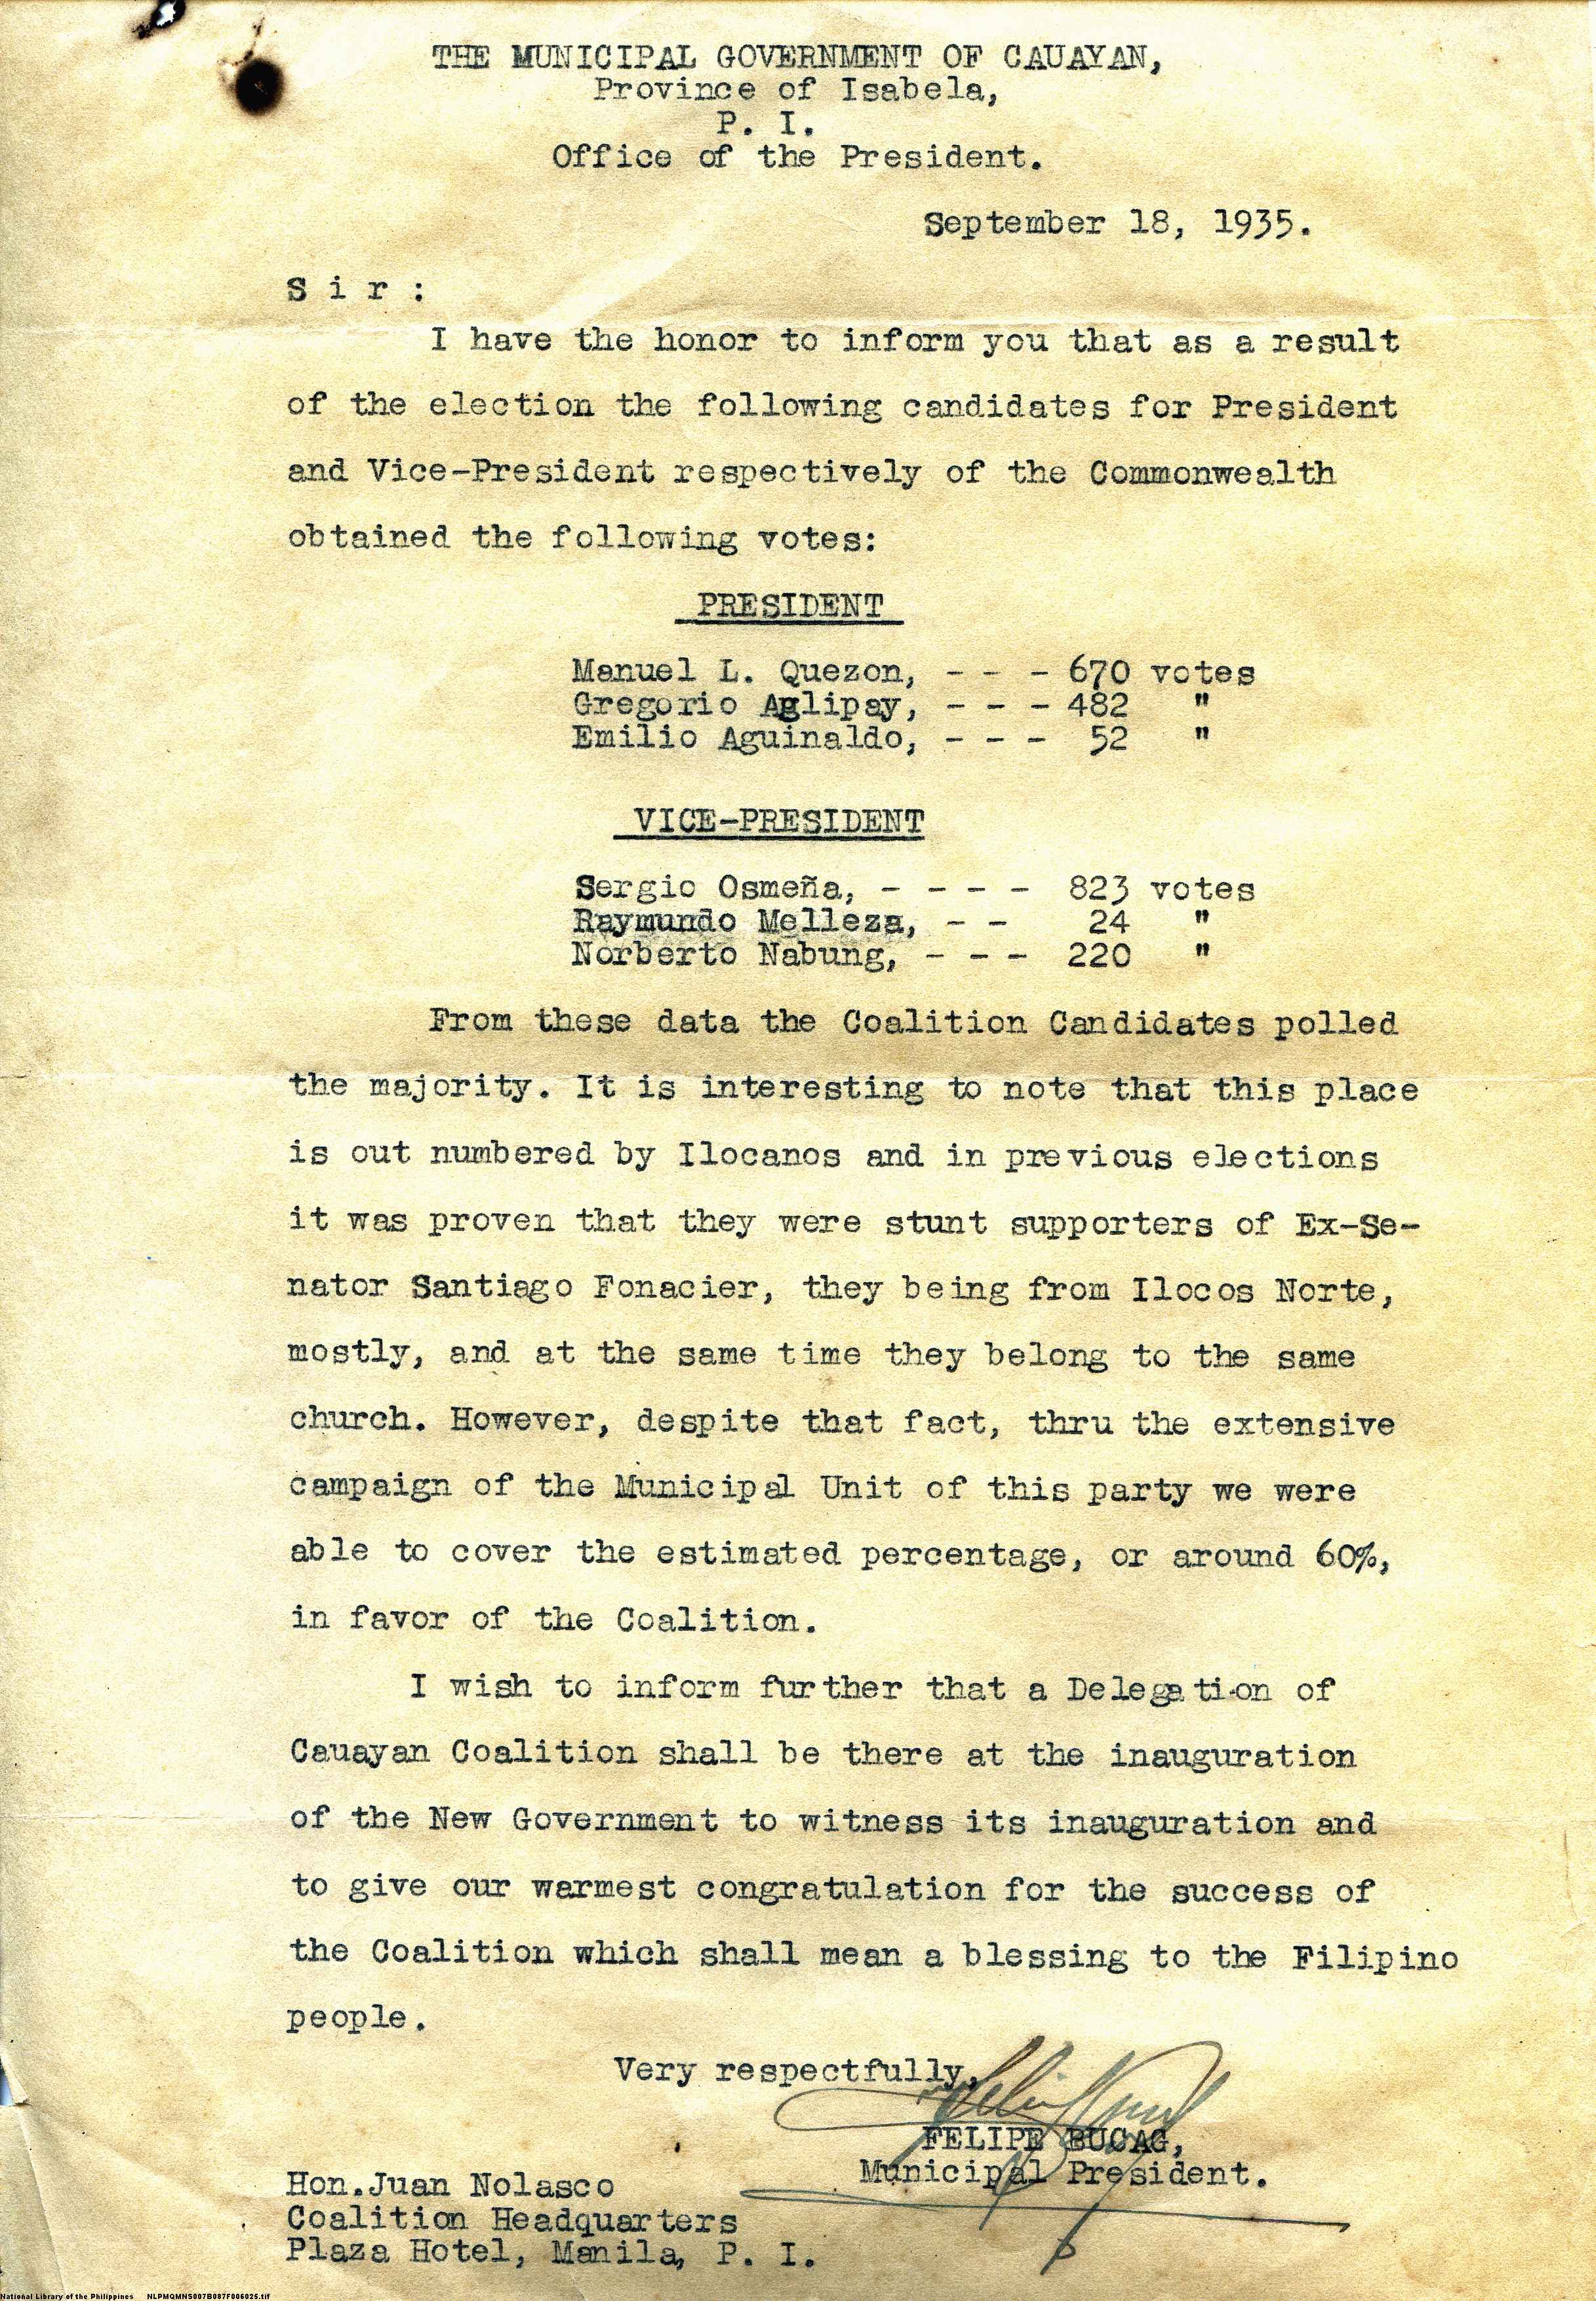 THE MUNICIPAL GOVERNMENT OF CAUAYAN,
Province of Isabela,
P. I.
Office of the President.
September 18, 1935.
S i r :
I have the honor to inform you that as a result
of the election the following candidates for President
and Vice-President respectively of the Commonwealth
obtained the following votes:
PRESIDENT
Manuel L. Quezon, - - - 670 votes
Gregorio Aglipay, - - - 482 "
Emilio Aguinaldo, - - - 52 "
VICE-PRESIDENT
Sergio Osmeña, - - - - 823 votes
Raymundo Melleza, - - 24 "
Norberto Nabung, - - - 220 "
From these data the Coalition Candidates polled
the majority. It is interesting to note that this place
is out numbered by Ilocanos and in previous elections
it was proven that they were stunt supporters of Ex-Se-
nator Santiago Fonacier, they being from Ilocos Norte,
mostly, and at the same time they belong to the same
church. However, despite that fact, thru the extensive
campaign of the Municipal Unit of this party we were
able to cover the estimated percentage, or around 60%,
in favor of the Coalition.
I wish to inform further that a Delegation of
Cauayan Coalition shall be there at the inauguration
of the New Government to witness its inauguration and
to give our warmest congratulation for the success of
the Coalition which shall mean a blessing to the Filipino
people.
Very respectfully,
FELIPE BUCAG,
Municipal President.
Hon.Juan Nolasco
Coalition Headquarters
Plaza Hotel, Manila, P. I.
National Library of the Philippines NLPMQMNS007B087F006025.tif